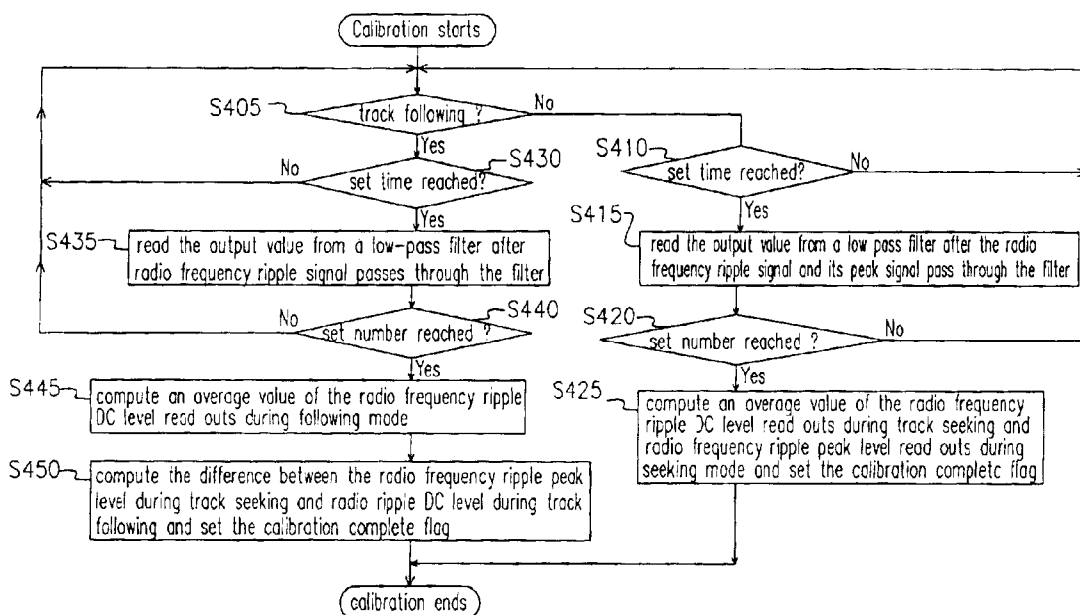 Calibration starts
S405
track following ?
No
Yes
S430
No
set time reached?
Yes
S410
set time reached?
No
Yes
S435
read the output value from a low-pass filter after
radio frequency ripple signal passes through the filter
S415
read the output value from a low pass filter after the radio
frequency ripple signal and its peak signal pass through the filter
S440
No
set number reached ?
Yes
S420
set number reached ?
No
Yes
S445
compute an average value of the radio frequency ripple
DC level read outs during following mode
S425
compute an average value of the radio frequency
ripple DC level read outs during track seeking and
radio frequency ripple peak level read outs during
seeking mode and set the calibration complete flag
S450
compute the difference between the radio frequency ripple peak
level during track seeking and radio ripple DC level during track
following and set the calibration complete flag
calibration ends